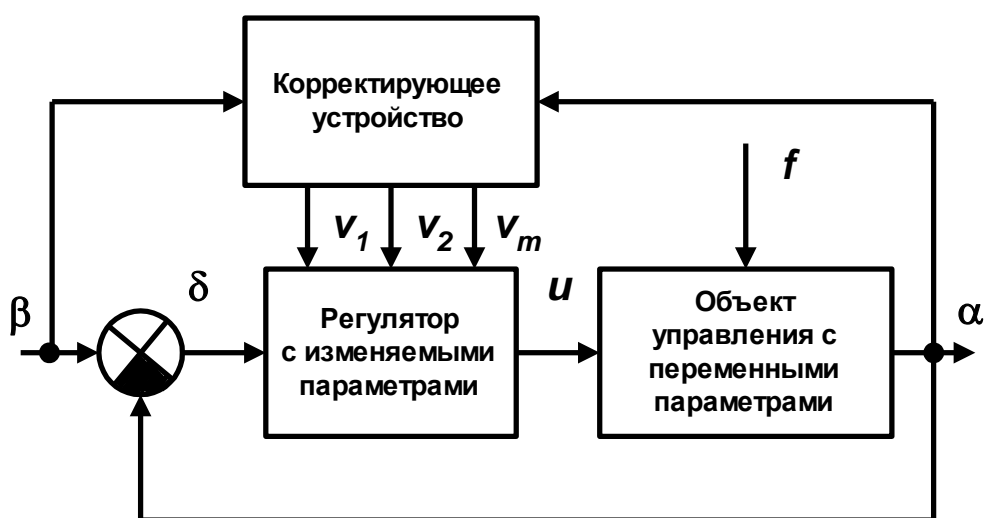 Корректирующее
устройство
f
v1 v2 vm
β
δ
Регулятор
с изменяемыми
параметрами
u
Объект
управления с
переменными
параметрами
α